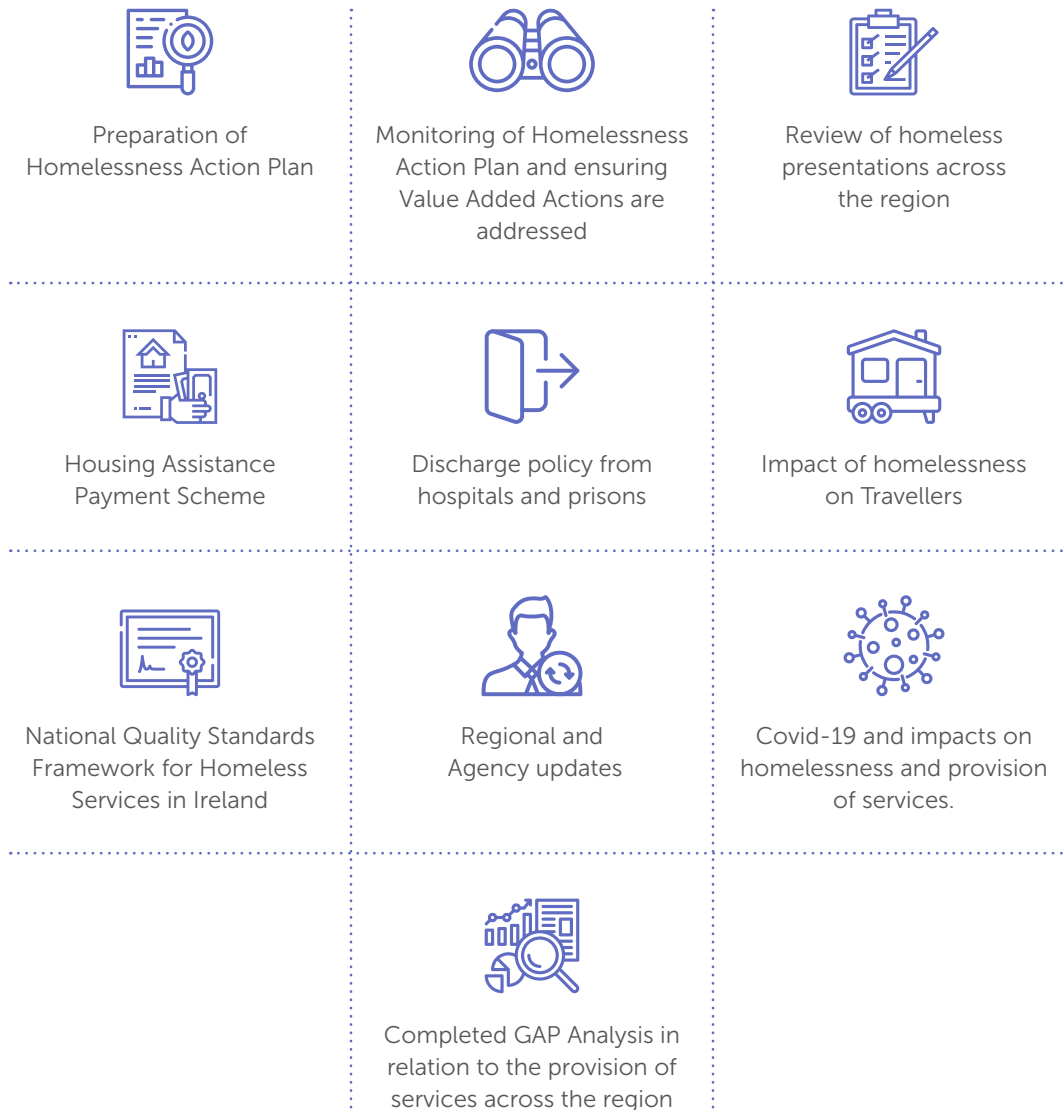 Preparation of
Homelessness Action Plan
Monitoring of Homelessness
Action Plan and ensuring
Value Added Actions are
addressed
Review of homeless
presentations across
the region
Housing Assistance
Payment Scheme
Discharge policy from
hospitals and prisons
Impact of homelessness
on Travellers
National Quality Standards
Framework for Homeless
Services in Ireland
Regional and
Agency updates
Covid-19 and impacts on
homelessness and provision
of services.
Completed GAP Analysis in
relation to the provision of
services across the region